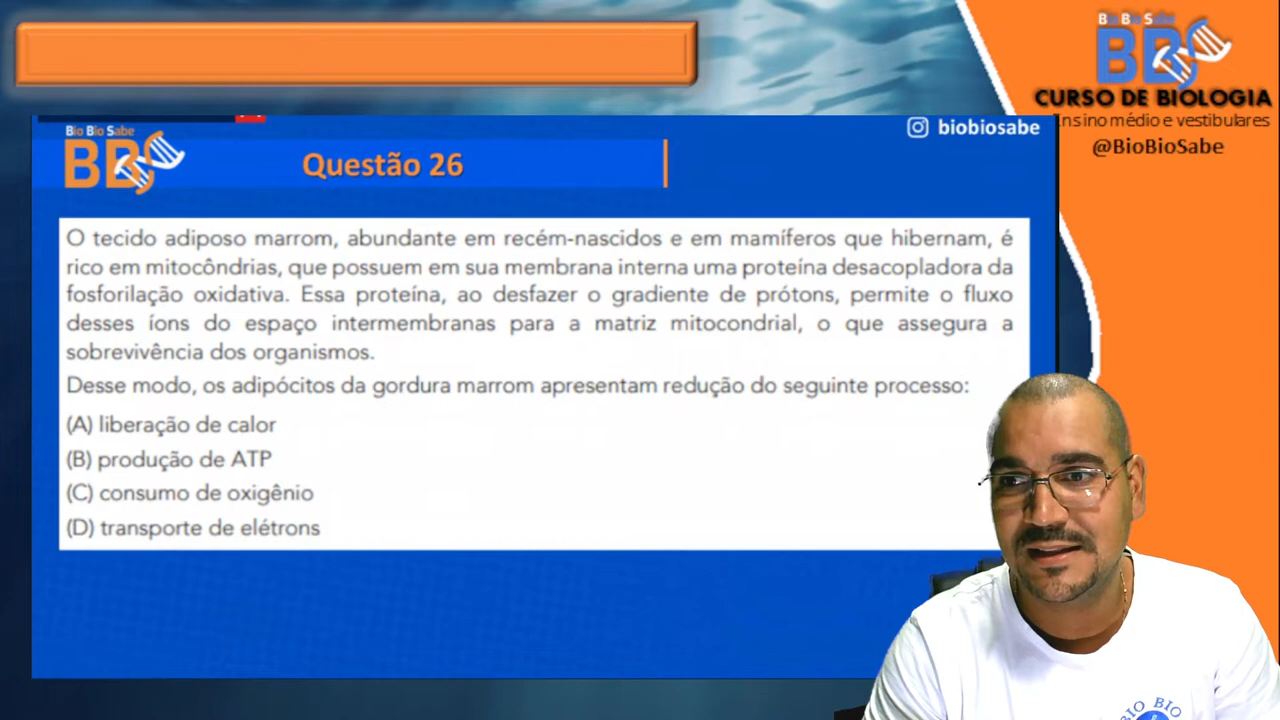 Bio Bio Sabe
BBS
CURSO DE BIOLOGIA
Ensino médio e vestibulares
@BioBioSabe
biobiosabe
Bio Bio Sabe
BBS
Questão 26
O tecido adiposo marrom, abundante em recém-nascidos e em mamíferos que hibernam, é
rico em mitocôndrias, que possuem em sua membrana interna uma proteína desacopladora da
fosforilação oxidativa. Essa proteína, ao desfazer o gradiente de prótons, permite o fluxo
desses íons do espaço intermembranas para a matriz mitocondrial, o que assegura a
sobrevivência dos organismos.
Desse modo, os adipócitos da gordura marrom apresentam redução do seguinte processo:
(A) liberação de calor
(B) produção de ATP
(C) consumo de oxigênio
(D) transporte de elétrons
BIO BIO